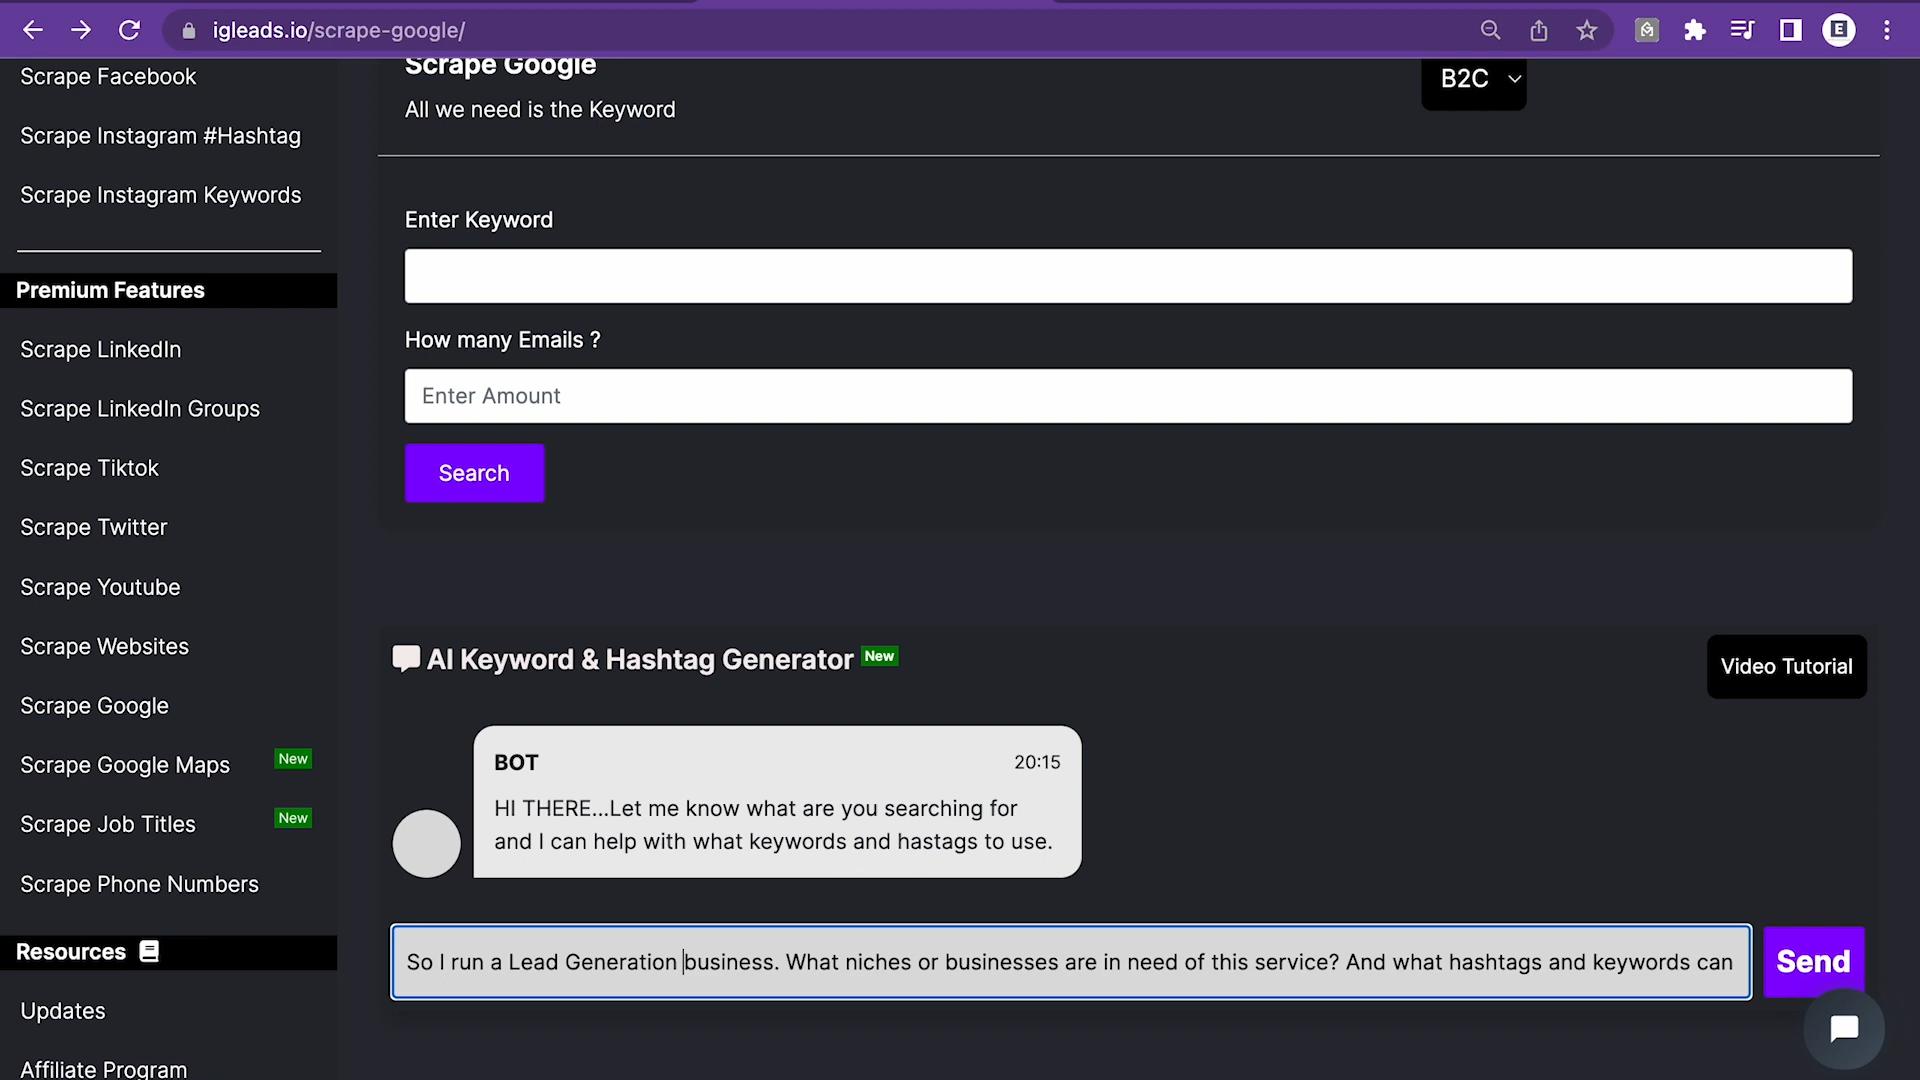 igleads.io/scrape-google/
E
Scrape Facebook
Scrape Instagram #Hashtag
Scrape Instagram Keywords
Premium Features
Scrape LinkedIn
Scrape LinkedIn Groups
Scrape Tiktok
Scrape Twitter
Scrape Youtube
Scrape Websites
Scrape Google
Scrape Google Maps New
Scrape Job Titles New
Scrape Phone Numbers
Resources
Updates
Affiliate Program
Scrape Google
B2C
All we need is the Keyword
Enter Keyword
How many Emails ?
Enter Amount
Search
AI Keyword & Hashtag Generator New
Video Tutorial
BOT 20:15
HI THERE...Let me know what are you searching for
and I can help with what keywords and hastags to use.
So I run a Lead Generation business. What niches or businesses are in need of this service? And what hashtags and keywords can
Send